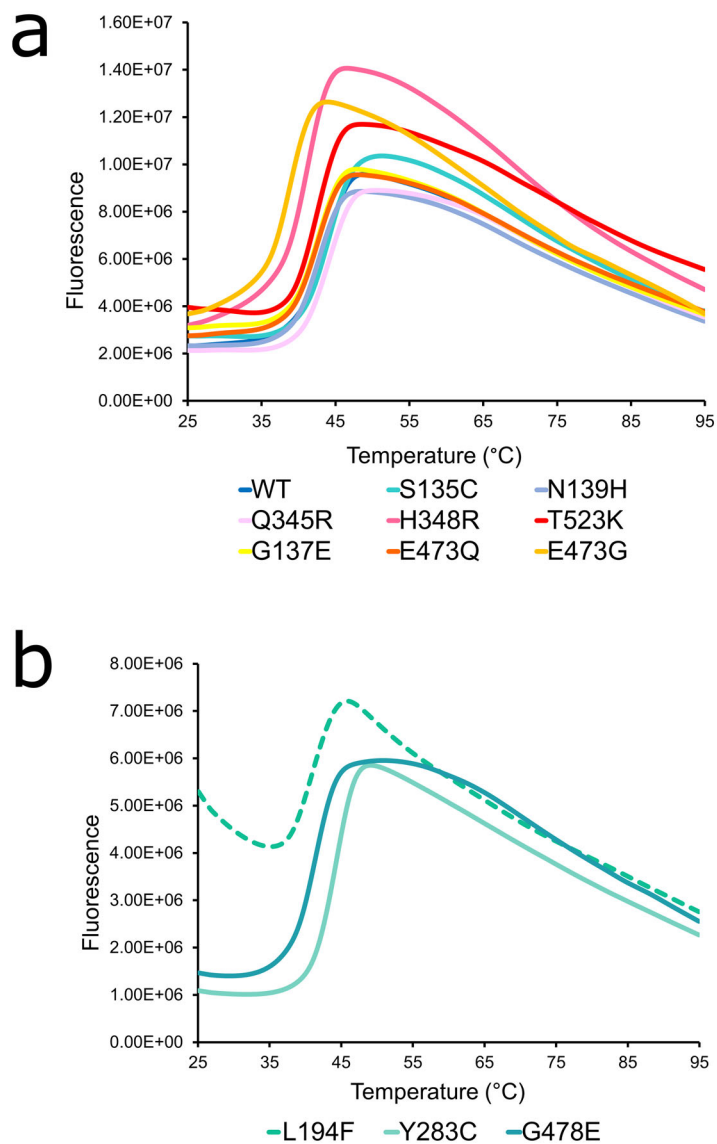 a
1.60E+07
1.40E+07
1.20E+07
1.00E+07
8.00E+06
6.00E+06
4.00E+06
2.00E+06
0.00E+00
Fluorescence
25 35 45 55 65 75 85 95
Temperature (°C)
WT S135C N139H
Q345R H348R T523K
G137E E473Q E473G
b
8.00E+06
7.00E+06
6.00E+06
5.00E+06
4.00E+06
3.00E+06
2.00E+06
1.00E+06
0.00E+00
Fluorescence
25 35 45 55 65 75 85 95
Temperature (°C)
L194F Y283C G478E